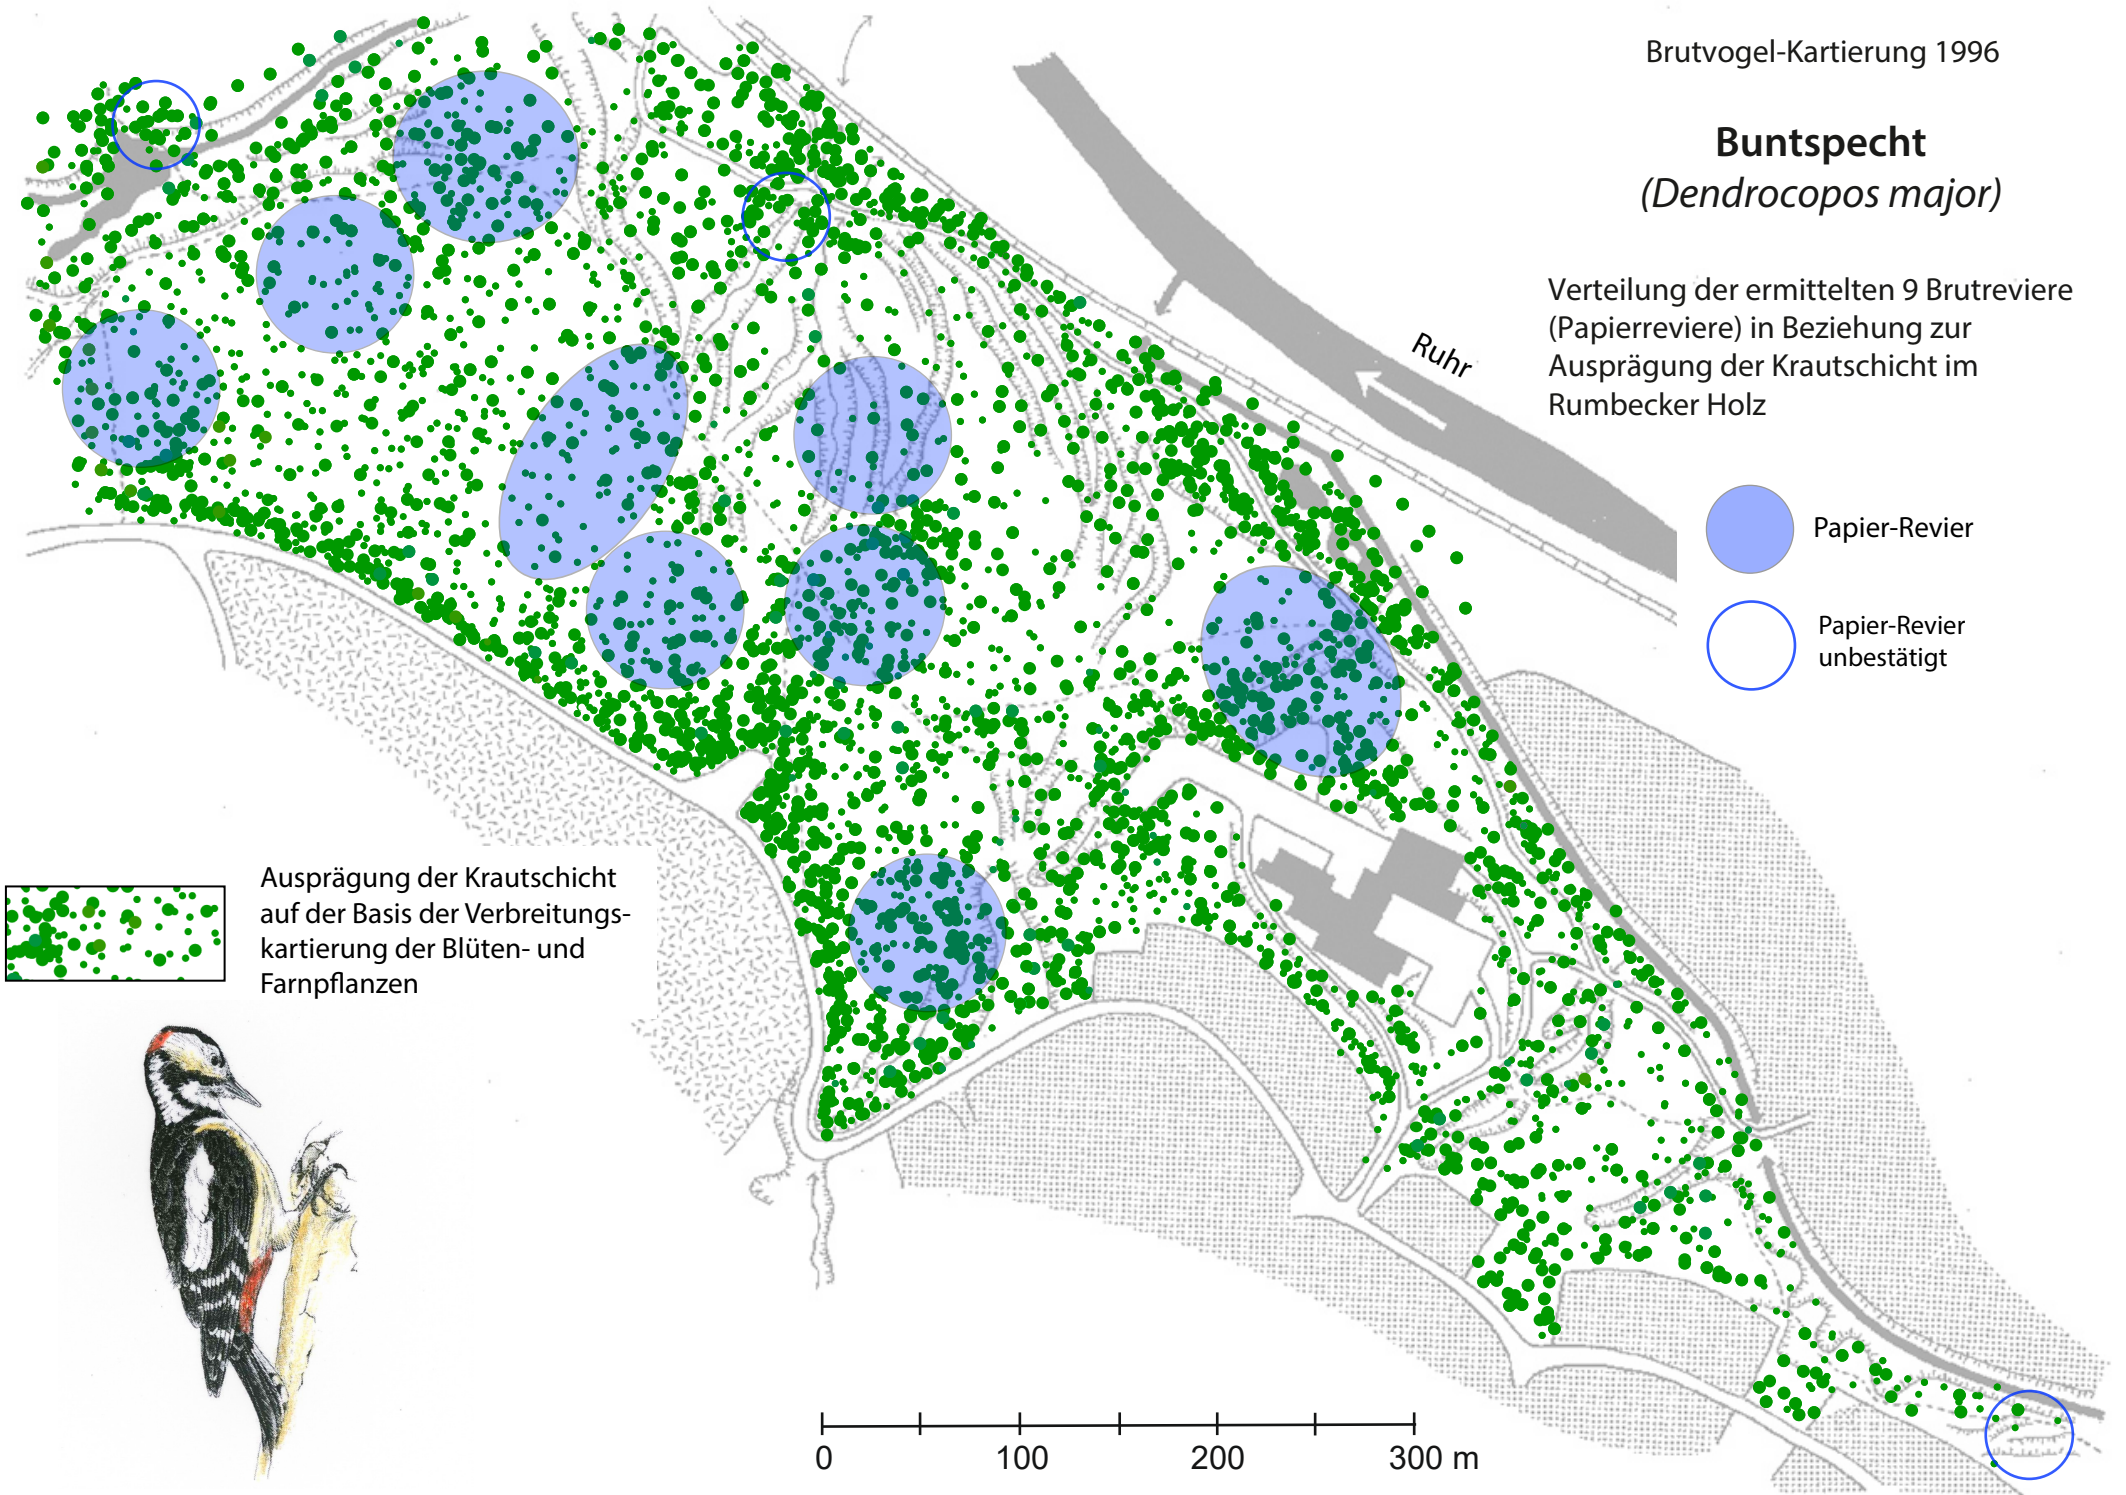 Brutvogel-Kartierung 1996
Buntspecht
(Dendrocopos major)
Verteilung der ermittelten 9 Brutreviere
(Papierreviere) in Beziehung zur
Ausprägung der Krautschicht im
Rumbecker Holz
Ruhr
Papier-Revier
Papier-Revier
unbestätigt
Ausprägung der Krautschicht
auf der Basis der Verbreitungs-
kartierung der Blüten- und
Farnpflanzen
0 100 200 300 m